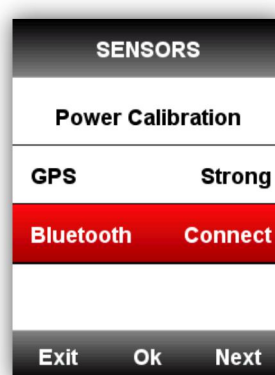 SENSORS
Power Calibration
GPS Strong
Bluetooth Connect
Exit Ok Next